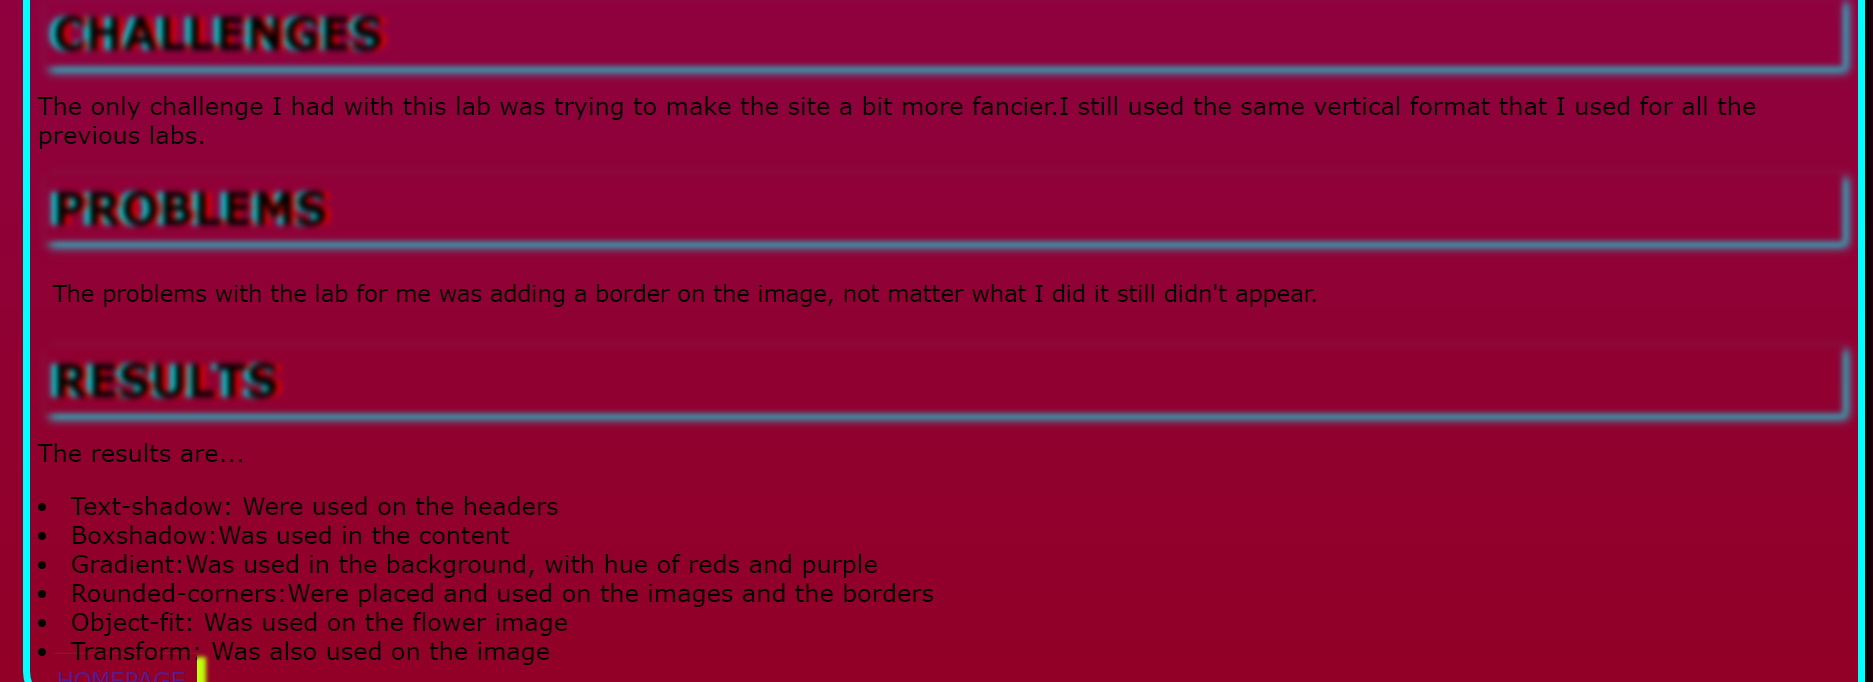 CHALLENGES
The only challenge I had with this lab was trying to make the site a bit more fancier.I still used the same vertical format that I used for all the
previous labs.
PROBLEMS
The problems with the lab for me was adding a border on the image, not matter what I did it still didn't appear.
RESULTS
The results are...
• Text-shadow: Were used on the headers
• Boxshadow:Was used in the content
• Gradient:Was used in the background, with hue of reds and purple
• Rounded-corners:Were placed and used on the images and the borders
• Object-fit: Was used on the flower image
• Transform: Was also used on the image
HOMEPAGE